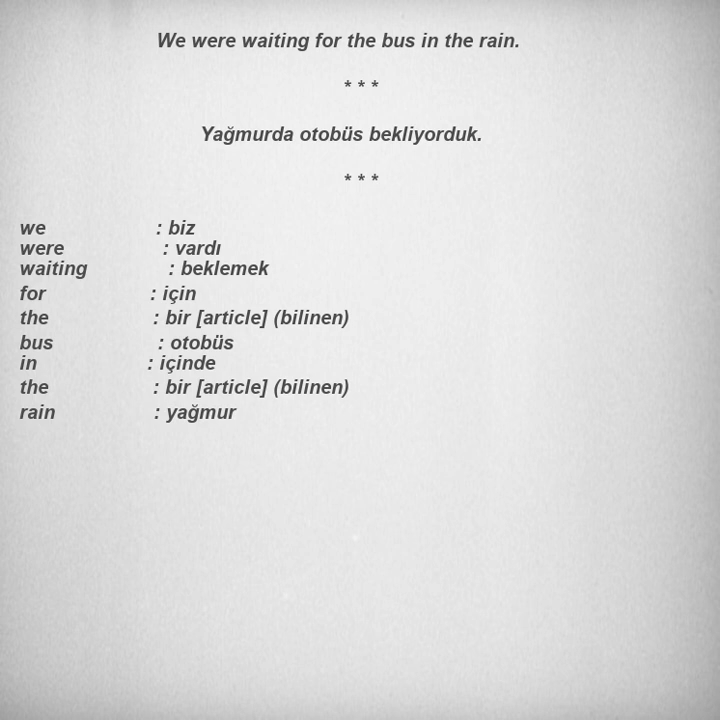 We were waiting for the bus in the rain.
* * *
Yağmurda otobüs bekliyorduk.
* * *
we : biz
were : vardı
waiting : beklemek
for : için
the : bir [article] (bilinen)
bus : otobüs
in : içinde
the : bir [article] (bilinen)
rain : yağmur